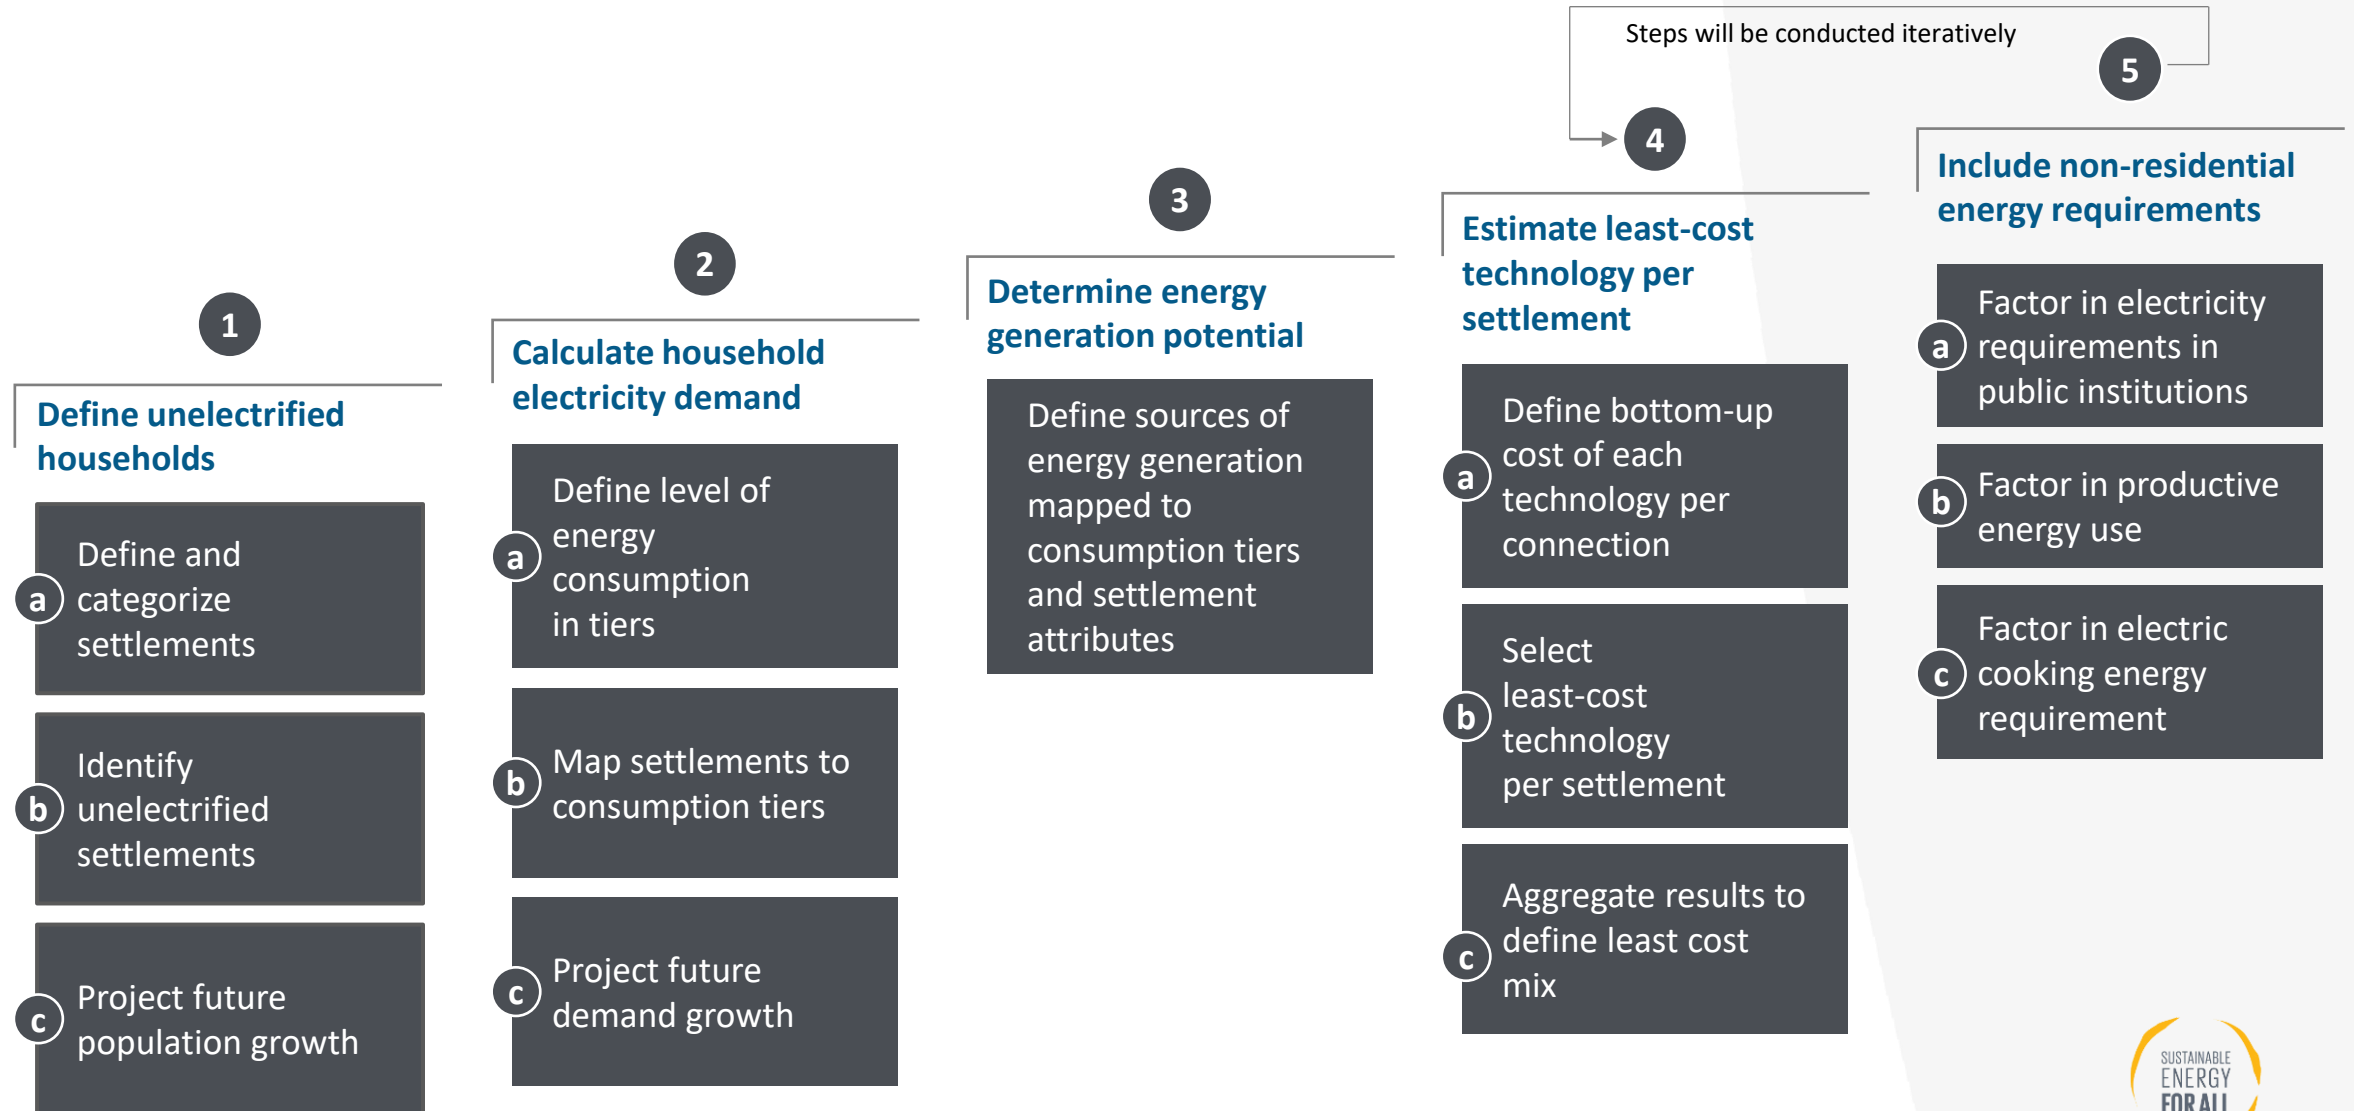 Steps will be conducted iteratively
1
Define unelectrified
households
a
Define and
categorize
settlements
b
Identify
unelectrified
settlements
c
Project future
population growth
2
Calculate household
electricity demand
a
Define level of
energy
consumption
in tiers
b
Map settlements to
consumption tiers
c
Project future
demand growth
3
Determine energy
generation potential
Define sources of
energy generation
mapped to
consumption tiers
and settlement
attributes
4
Estimate least-cost
technology per
settlement
a
Define bottom-up
cost of each
technology per
connection
b
Select
least-cost
technology
per settlement
c
Aggregate results to
define least cost
mix
5
Include non-residential
energy requirements
a
Factor in electricity
requirements in
public institutions
b
Factor in productive
energy use
c
Factor in electric
cooking energy
requirement
SUSTAINABLE
ENERGY
FOR ALL